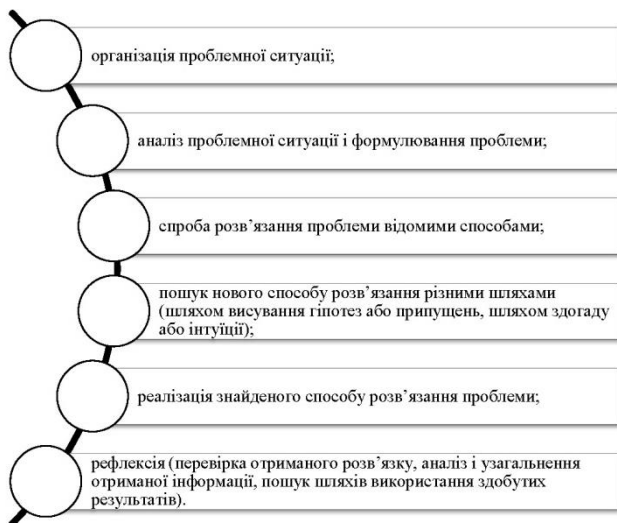 організація проблемної ситуації;
аналіз проблемної ситуації і формулювання проблеми;
спроба розв’язання проблеми відомими способами;
пошук нового способу розв’язання різними шляхами
(шляхом висування гіпотез або припущень, шляхом здогаду
або інтуїції);
реалізація знайденого способу розв’язання проблеми;
рефлексія (перевірка отриманого розв’язку, аналіз і узагальнення
отриманої інформації, пошук шляхів використання здобутих
результатів).